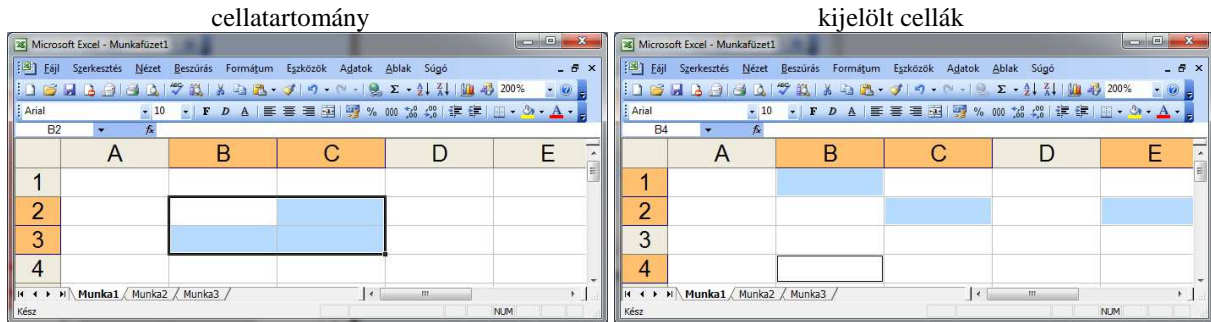 cellatartomány
kijelölt cellák
Microsoft Excel - Munkafüzet1
Fájl Szerkesztés Nézet Beszúrás Formátum Eszközök Adatok Ablak Súgó
200%
Arial 10 F D A % 000
B2 fx
A B C D E
1
2
3
4
Munka1 Munka2 Munka3
Kész NUM
Microsoft Excel - Munkafüzet1
Fájl Szerkesztés Nézet Beszúrás Formátum Eszközök Adatok Ablak Súgó
200%
Arial 10 F D A % 000
B4 fx
A B C D E
1
2
3
4
Munka1 Munka2 Munka3
Kész NUM